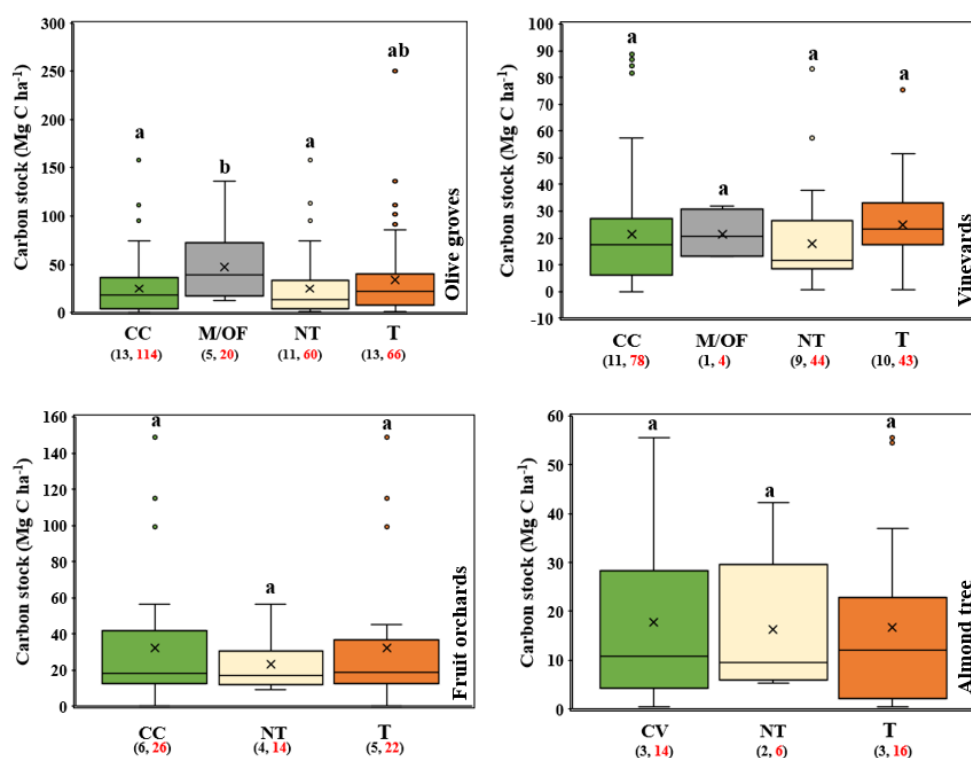 Carbon stock (Mg C ha⁻¹)
300
250
200
150
100
50
0
a
b
a
ab
Olive groves
CC M/OF NT T
(13, 114) (5, 20) (11, 60) (13, 66)
Carbon stock (Mg C ha⁻¹)
100
90
80
70
60
50
40
30
20
10
0
-10
a
a
a
a
Vineyards
CC M/OF NT T
(11, 78) (1, 4) (9, 44) (10, 43)
Carbon stock (Mg C ha⁻¹)
160
140
120
100
80
60
40
20
0
a
a
a
Fruit orchards
CC NT T
(6, 26) (4, 14) (5, 22)
Carbon stock (Mg C ha⁻¹)
60
50
40
30
20
10
0
a
a
a
Almond tree
CV NT T
(3, 14) (2, 6) (3, 16)